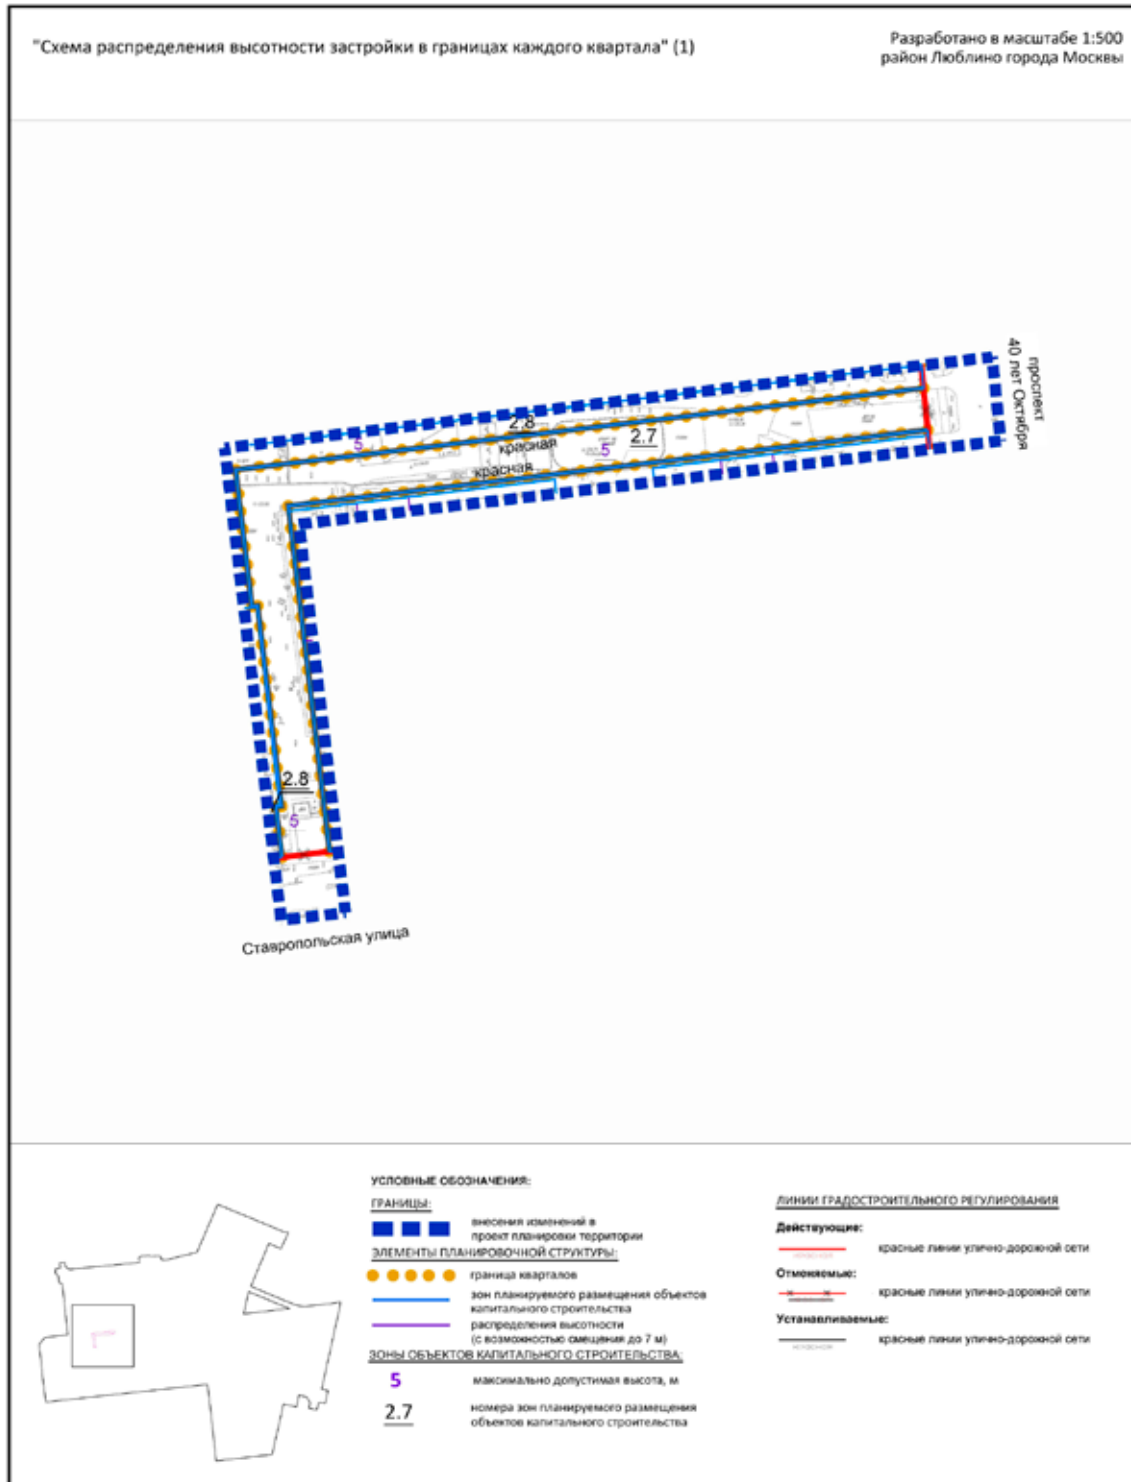 "Схема распределения высотности застройки в границах каждого квартала" (1)
Разработано в масштабе 1:500
район Люблино города Москвы
проспект
40 лет Октября
2.8
5
красная
2.7
5
красная
2.8
5
Ставропольская улица
УСЛОВНЫЕ ОБОЗНАЧЕНИЯ:
ГРАНИЦЫ:
внесения изменений в
проект планировки территории
ЭЛЕМЕНТЫ ПЛАНИРОВОЧНОЙ СТРУКТУРЫ:
граница кварталов
зон планируемого размещения объектов
капитального строительства
распределения высотности
(с возможностью смещения до 7 м)
ЗОНЫ ОБЪЕКТОВ КАПИТАЛЬНОГО СТРОИТЕЛЬСТВА:
5 максимально допустимая высота, м
2.7 номера зон планируемого размещения
объектов капитального строительства
ЛИНИИ ГРАДОСТРОИТЕЛЬНОГО РЕГУЛИРОВАНИЯ
Действующие:
красные линии улично-дорожной сети
Отменяемые:
красные линии улично-дорожной сети
Устанавливаемые:
красные линии улично-дорожной сети